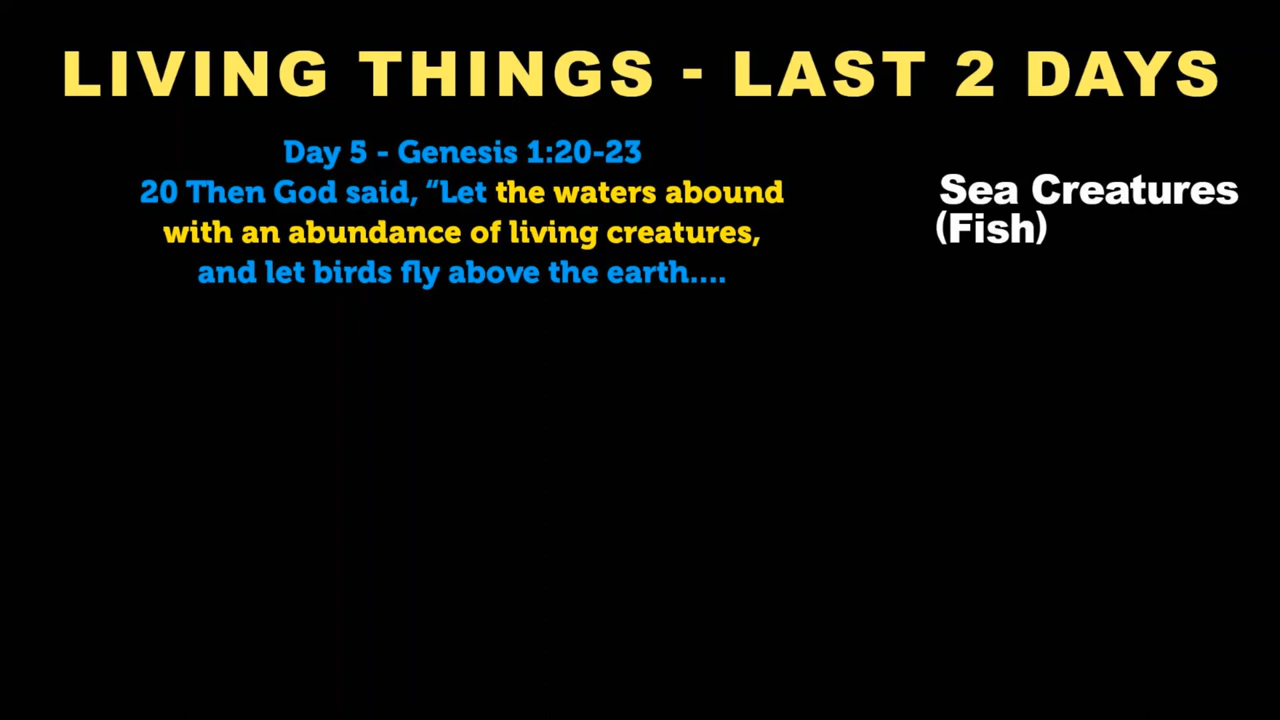 LIVING THINGS - LAST 2 DAYS
Day 5 - Genesis 1:20-23
20 Then God said, “Let the waters abound
with an abundance of living creatures,
and let birds fly above the earth....
Sea Creatures
(Fish)